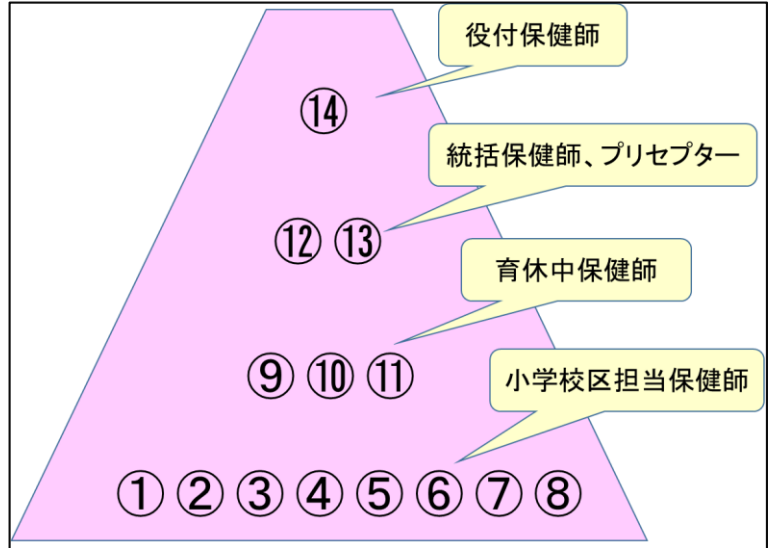 役付保健師
⑭
統括保健師、プリセプター
⑫ ⑬
育休中保健師
⑨ ⑩ ⑪
小学校区担当保健師
① ② ③ ④ ⑤ ⑥ ⑦ ⑧